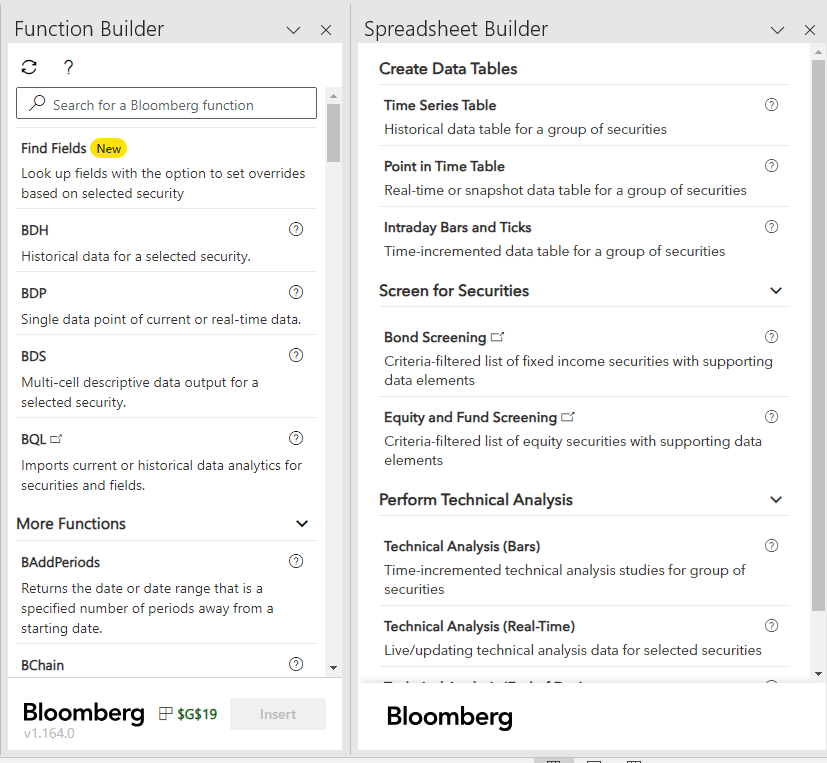 Function Builder
Search for a Bloomberg function
Find Fields New
Look up fields with the option to set overrides
based on selected security
BDH
Historical data for a selected security.
BDP
Single data point of current or real-time data.
BDS
Multi-cell descriptive data output for a
selected security.
BQL
Imports current or historical data analytics for
securities and fields.
More Functions
BAddPeriods
Returns the date or date range that is a
specified number of periods away from a
starting date.
BChain
Bloomberg $G$19 Insert
v1.164.0
Spreadsheet Builder
Create Data Tables
Time Series Table
Historical data table for a group of securities
Point in Time Table
Real-time or snapshot data table for a group of securities
Intraday Bars and Ticks
Time-incremented data table for a group of securities
Screen for Securities
Bond Screening
Criteria-filtered list of fixed income securities with supporting
data elements
Equity and Fund Screening
Criteria-filtered list of equity securities with supporting data
elements
Perform Technical Analysis
Technical Analysis (Bars)
Time-incremented technical analysis studies for group of
securities
Technical Analysis (Real-Time)
Live/updating technical analysis data for selected securities
Bloomberg